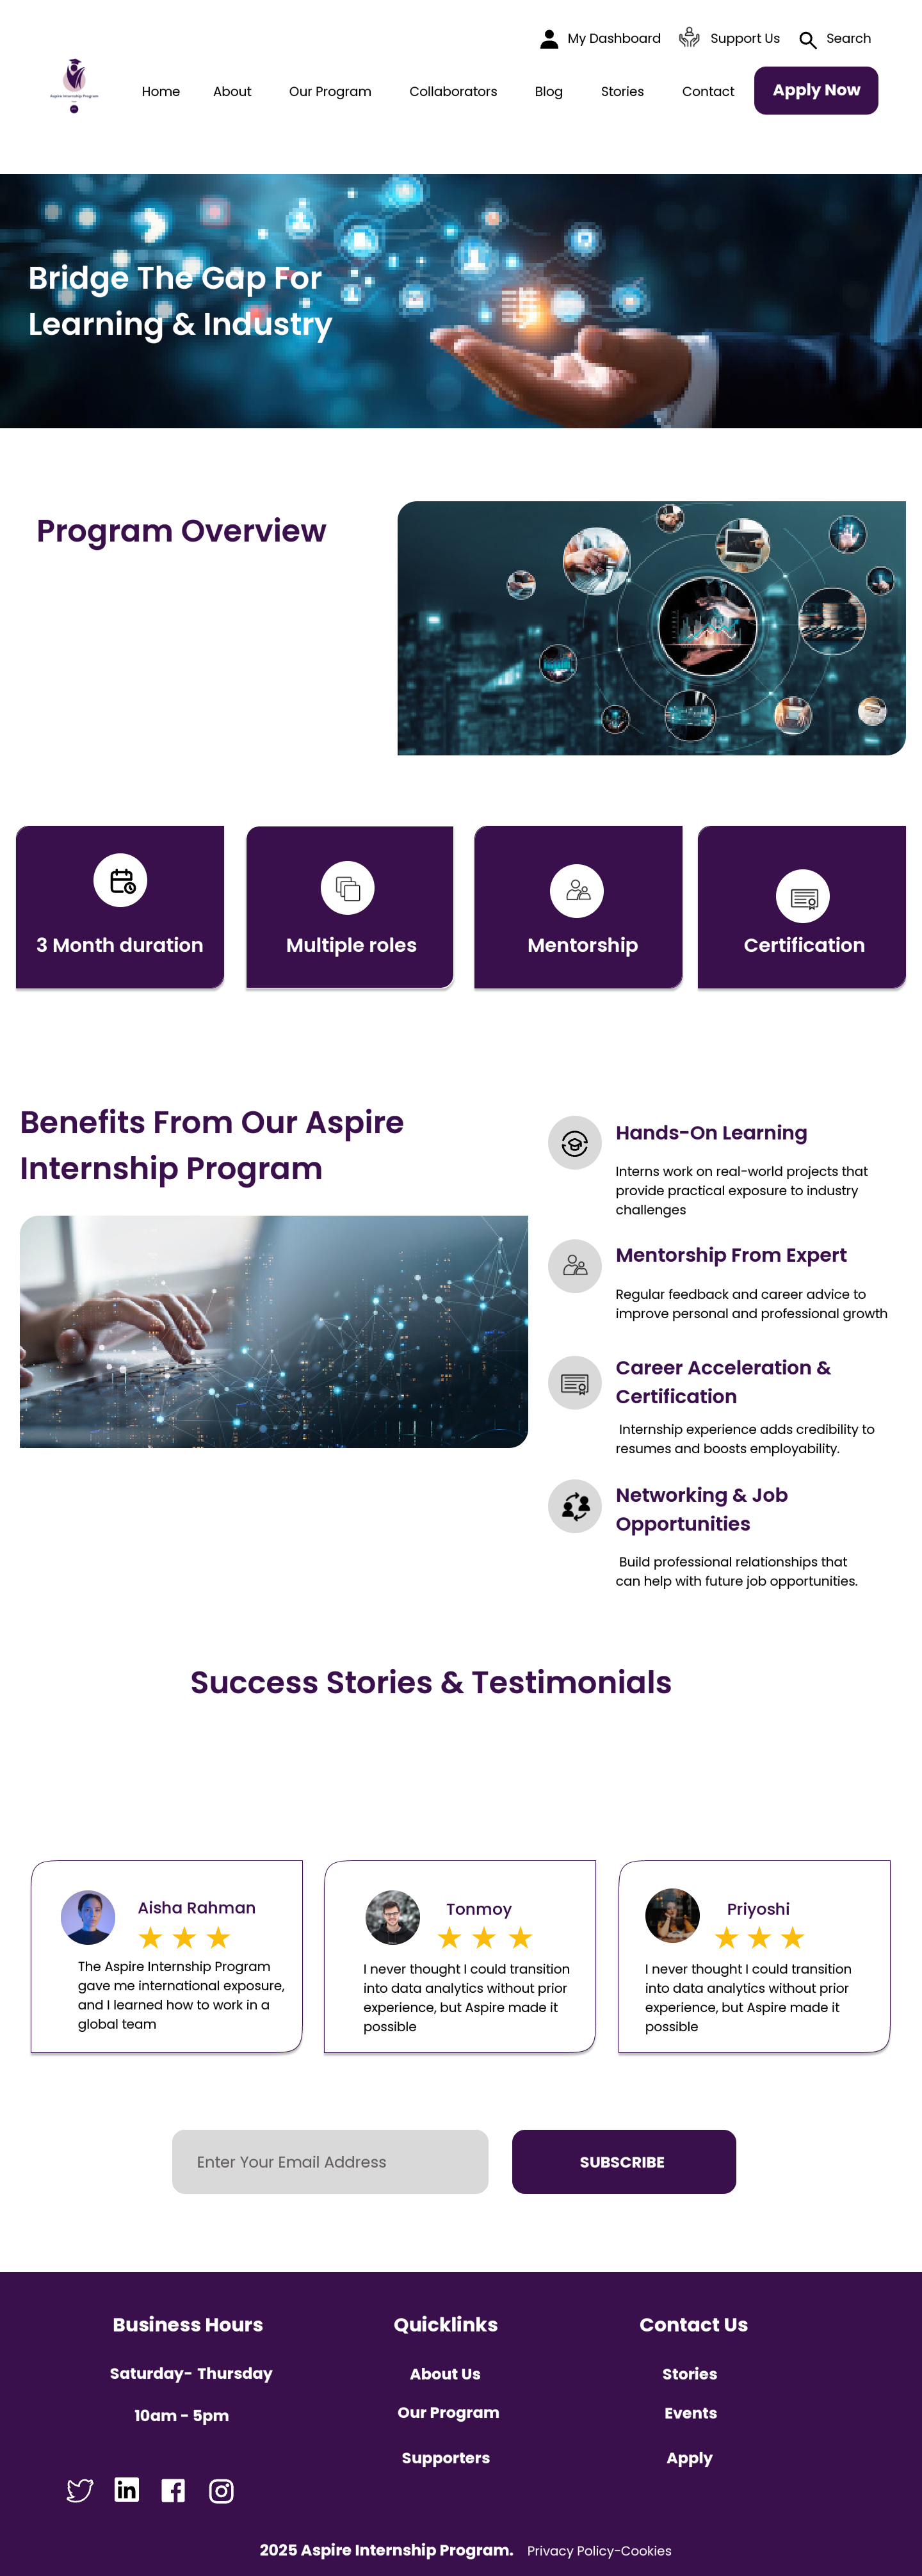 My Dashboard
Support Us
Search
Aspire Internship Program
Home
About
Our Program
Collaborators
Blog
Stories
Contact
Apply Now
Bridge The Gap For
Learning & Industry
Program Overview
3 Month duration
Multiple roles
Mentorship
Certification
Benefits From Our Aspire
Internship Program
Hands-On Learning
Interns work on real-world projects that
provide practical exposure to industry
challenges
Mentorship From Expert
Regular feedback and career advice to
improve personal and professional growth
Career Acceleration &
Certification
Internship experience adds credibility to
resumes and boosts employability.
Networking & Job
Opportunities
Build professional relationships that
can help with future job opportunities.
Success Stories & Testimonials
Aisha Rahman
The Aspire Internship Program
gave me international exposure,
and I learned how to work in a
global team
Tonmoy
I never thought I could transition
into data analytics without prior
experience, but Aspire made it
possible
Priyoshi
I never thought I could transition
into data analytics without prior
experience, but Aspire made it
possible
Enter Your Email Address
SUBSCRIBE
Business Hours
Saturday- Thursday
10am - 5pm
Quicklinks
About Us
Our Program
Supporters
Contact Us
Stories
Events
Apply
in
2025 Aspire Internship Program.
Privacy Policy-Cookies